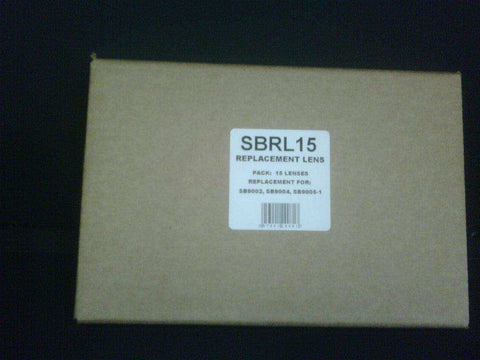 SBRL15
REPLACEMENT LENS
PACK: 15 LENSES
REPLACEMENT FOR:
SB9002, SB9004, SB9005-1